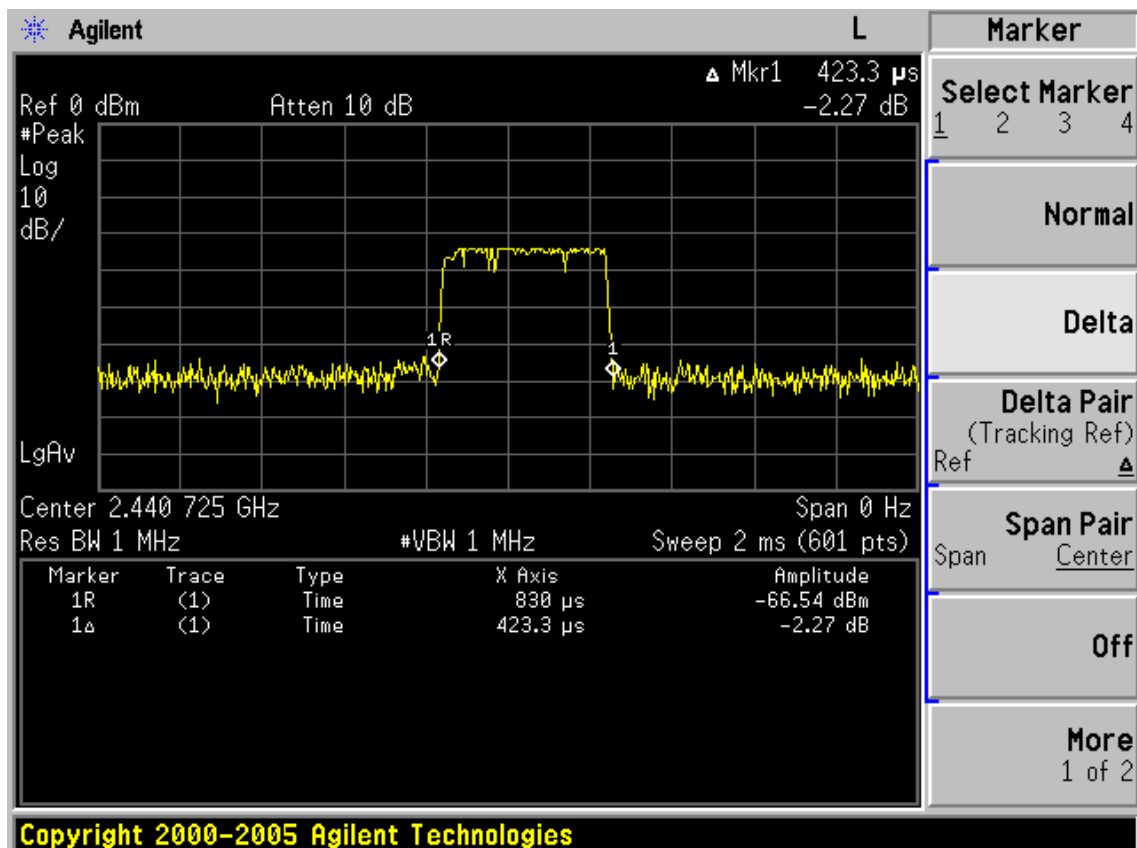 Agilent
L
Marker
Δ Mkr1 423.3 µs
Ref 0 dBm Atten 10 dB -2.27 dB
#Peak
Log
10
dB/
1R
1
LgAv
Center 2.440 725 GHz Span 0 Hz
Res BW 1 MHz #VBW 1 MHz Sweep 2 ms (601 pts)
Marker Trace Type X Axis Amplitude
1R (1) Time 830 µs -66.54 dBm
1Δ (1) Time 423.3 µs -2.27 dB
Select Marker
1 2 3 4
Normal
Delta
Delta Pair
(Tracking Ref)
Ref Δ
Span Pair
Span Center
Off
More
1 of 2
Copyright 2000-2005 Agilent Technologies